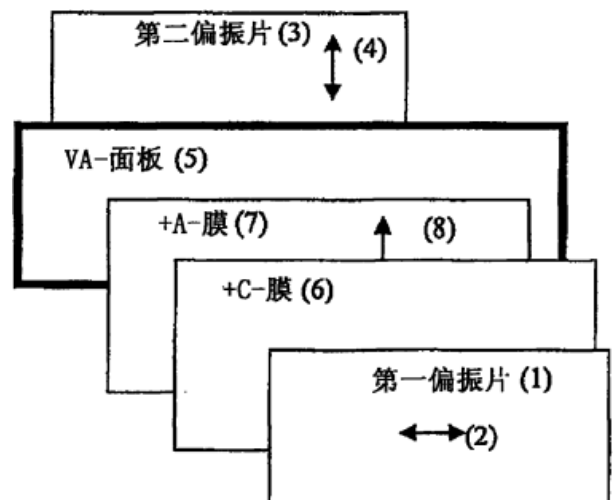 第二偏振片 (3)
(4)
VA-面板 (5)
+A-膜 (7)
(8)
+C-膜 (6)
第一偏振片 (1)
(2)